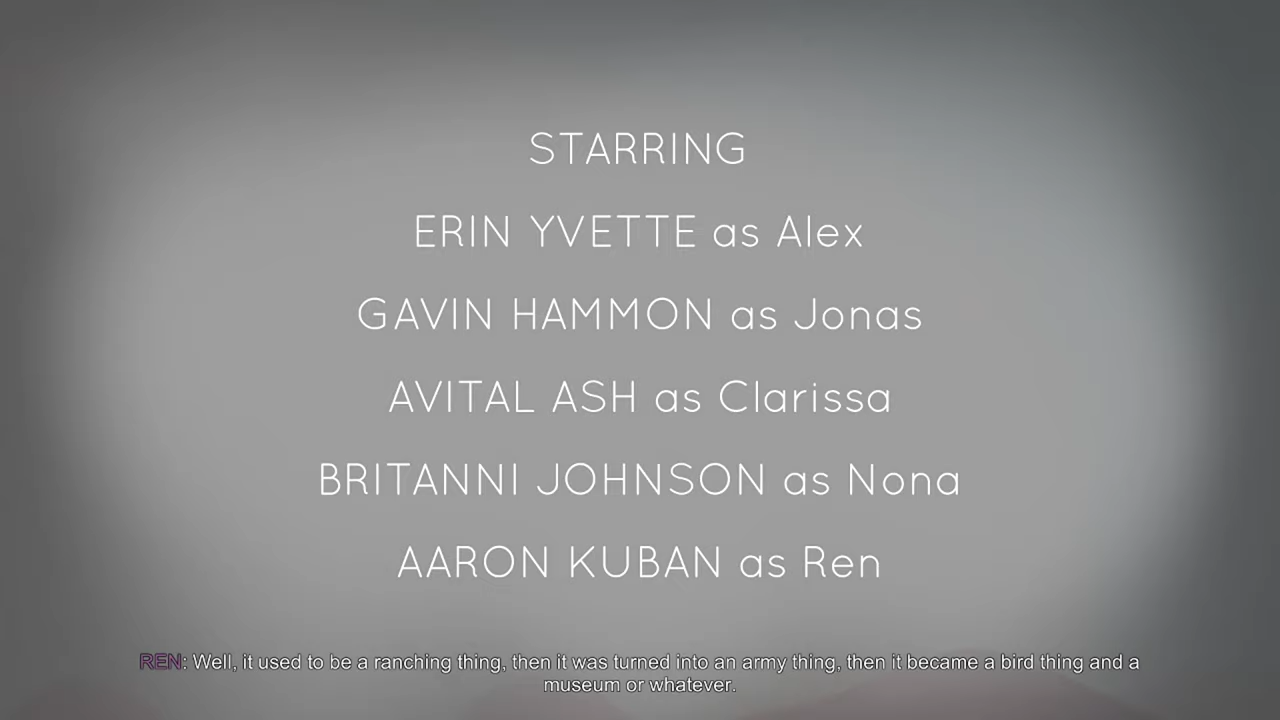 STARRING
ERIN YVETTE as Alex
GAVIN HAMMON as Jonas
AVITAL ASH as Clarissa
BRITANNI JOHNSON as Nona
AARON KUBAN as Ren
REN: Well, it used to be a ranching thing, then it was turned into an army thing, then it became a bird thing and a
museum or whatever.